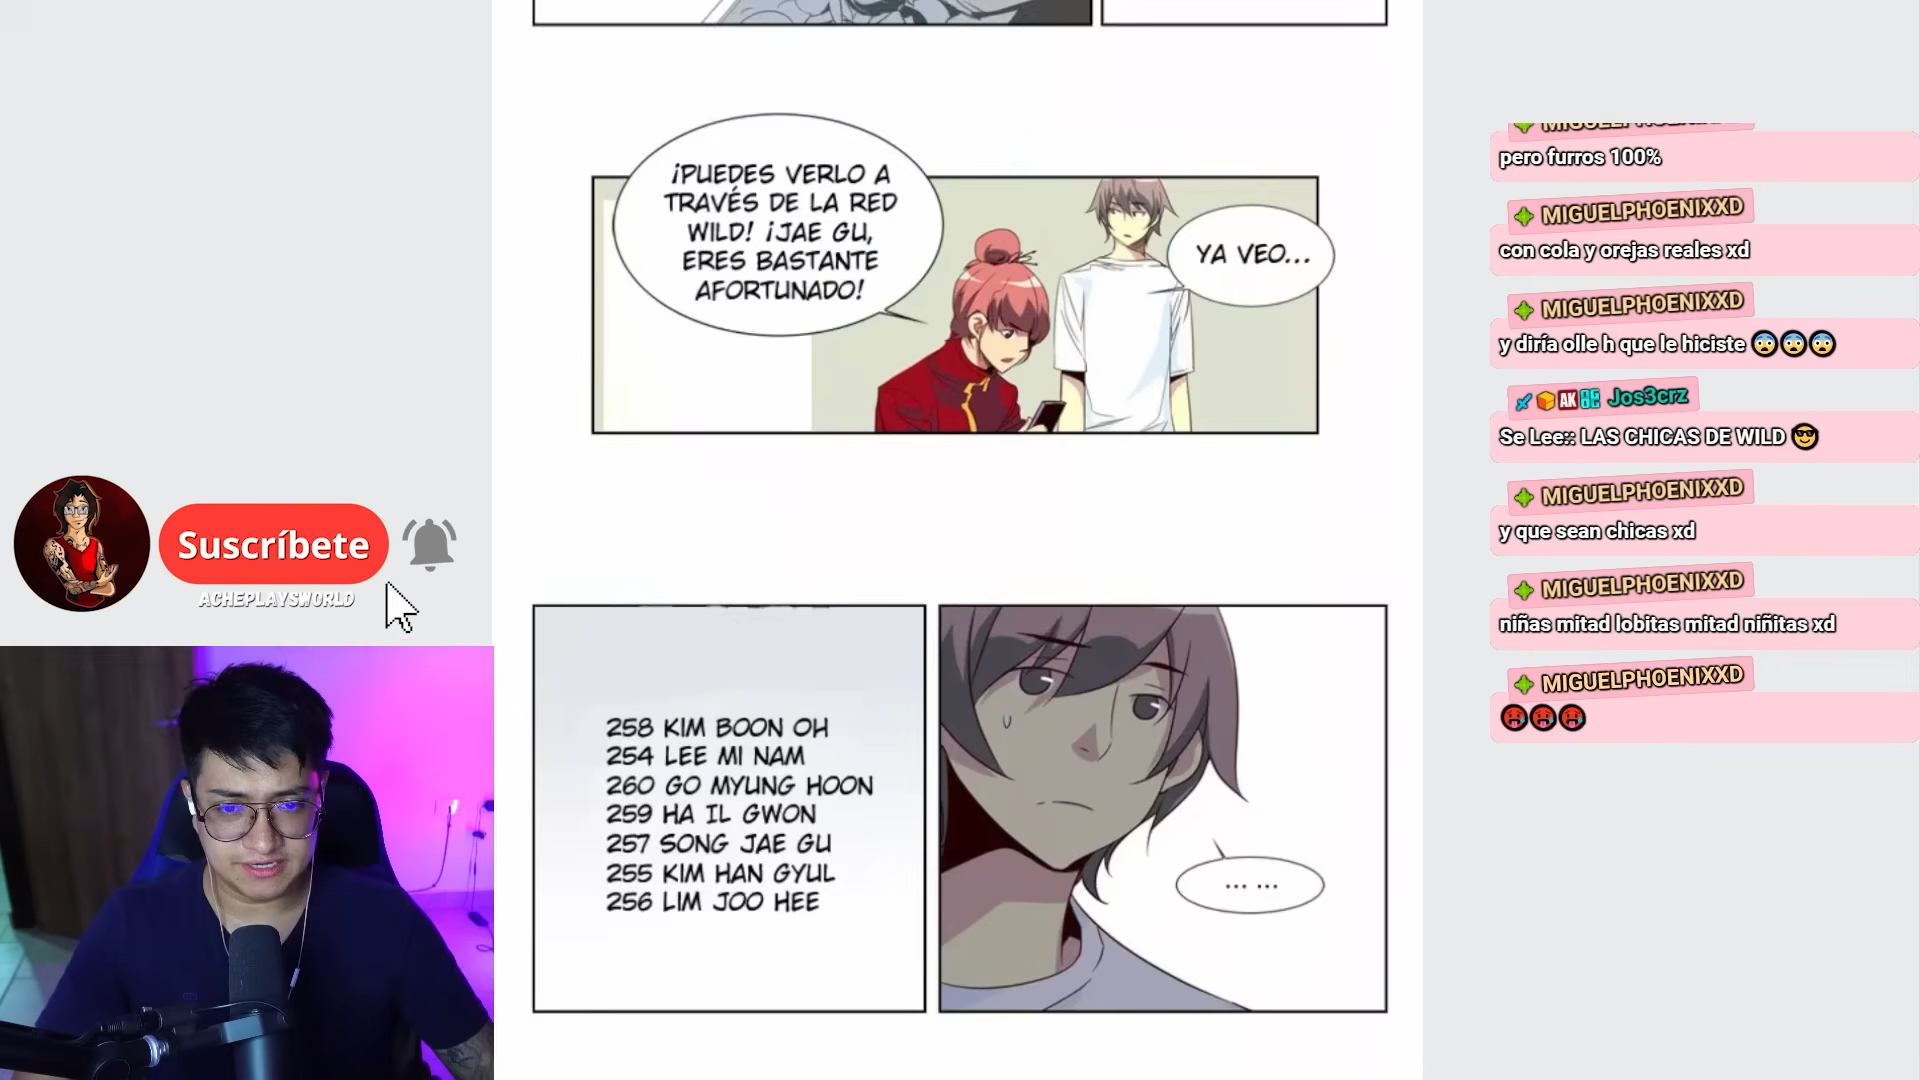 ¡PUEDES VERLO A
TRAVÉS DE LA RED
WILD! ¡JAE GU,
ERES BASTANTE
AFORTUNADO!
YA VEO...
258 KIM BOON OH
254 LEE MI NAM
260 GO MYUNG HOON
259 HA IL GWON
257 SONG JAE GU
255 KIM HAN GYUL
256 LIM JOO HEE
... ...
Suscríbete
ACHEPLAYSWORLD
pero furros 100%
MIGUELPHOENIXXD
con cola y orejas reales xd
MIGUELPHOENIXXD
y diría olle h que le hiciste 😨😨😨
AK Jos3crz
Se Lee:: LAS CHICAS DE WILD 😎
MIGUELPHOENIXXD
y que sean chicas xd
MIGUELPHOENIXXD
niñas mitad lobitas mitad niñitas xd
MIGUELPHOENIXXD
🥵🥵🥵